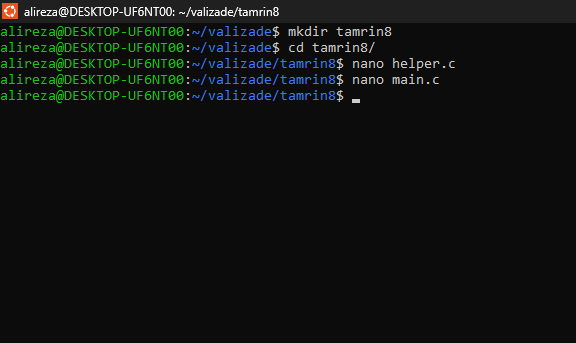 alireza@DESKTOP-UF6NT00: ~/valizade/tamrin8
alireza@DESKTOP-UF6NT00:~/valizade$ mkdir tamrin8
alireza@DESKTOP-UF6NT00:~/valizade$ cd tamrin8/
alireza@DESKTOP-UF6NT00:~/valizade/tamrin8$ nano helper.c
alireza@DESKTOP-UF6NT00:~/valizade/tamrin8$ nano main.c
alireza@DESKTOP-UF6NT00:~/valizade/tamrin8$